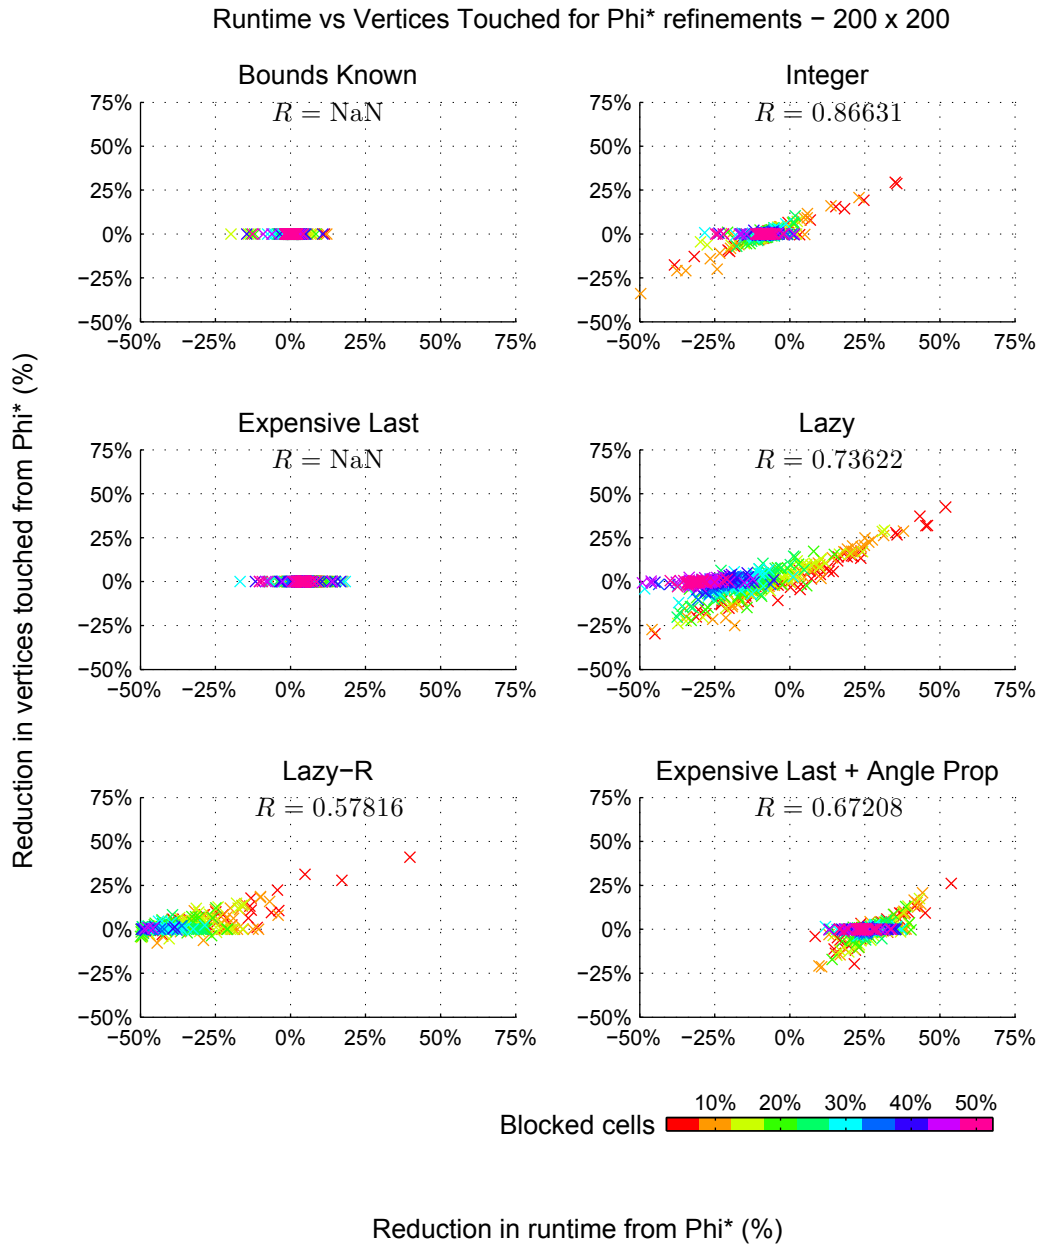 Runtime vs Vertices Touched for Phi* refinements − 200 x 200
Reduction in vertices touched from Phi* (%)
Bounds Known
R = NaN
75%
50%
25%
0%
−25%
−50%
−50% −25% 0% 25% 50% 75%
Integer
R = 0.86631
75%
50%
25%
0%
−25%
−50%
−50% −25% 0% 25% 50% 75%
Expensive Last
R = NaN
75%
50%
25%
0%
−25%
−50%
−50% −25% 0% 25% 50% 75%
Lazy
R = 0.73622
75%
50%
25%
0%
−25%
−50%
−50% −25% 0% 25% 50% 75%
Lazy−R
R = 0.57816
75%
50%
25%
0%
−25%
−50%
−50% −25% 0% 25% 50% 75%
Expensive Last + Angle Prop
R = 0.67208
75%
50%
25%
0%
−25%
−50%
−50% −25% 0% 25% 50% 75%
10% 20% 30% 40% 50%
Blocked cells
Reduction in runtime from Phi* (%)